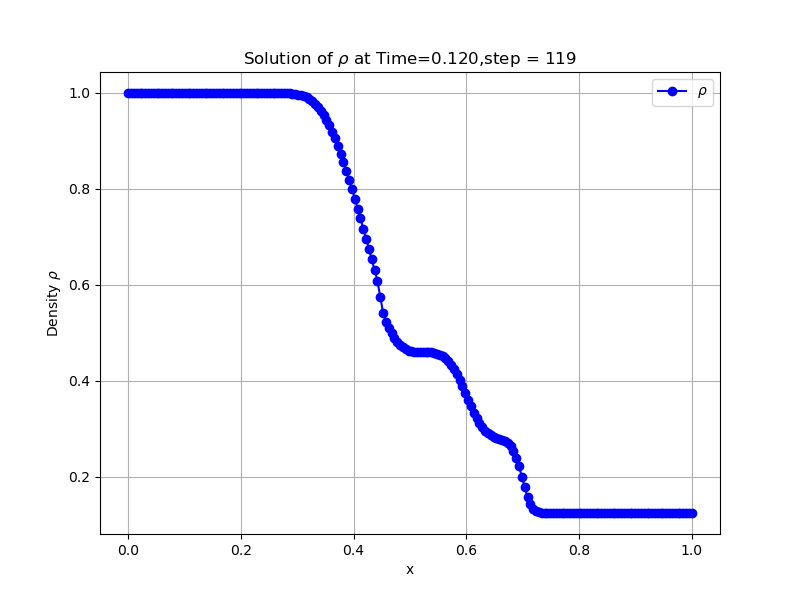 Solution of ρ at Time=0.120,step = 119
ρ
1.0
0.8
0.6
0.4
0.2
Density ρ
0.0 0.2 0.4 0.6 0.8 1.0
x